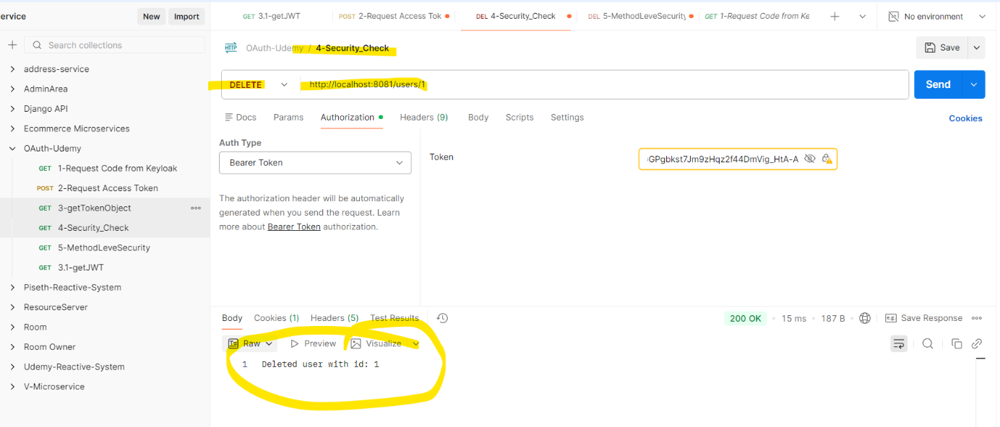 ervice
New
Import
GET 3.1-getJWT
POST 2-Request Access Tok
DEL 4-Security_Check
DEL 5-MethodLeveSecurity
GET 1-Request Code from Ke
No environment
Search collections
address-service
AdminArea
Django API
Ecommerce Microservices
OAuth-Udemy
GET 1-Request Code from Keyloak
POST 2-Request Access Token
GET 3-getTokenObject
GET 4-Security_Check
GET 5-MethodLeveSecurity
GET 3.1-getJWT
Piseth-Reactive-System
ResourceServer
Room
Room Owner
Udemy-Reactive-System
V-Microservice
HTTP OAuth-Udemy / 4-Security_Check
Save
DELETE http://localhost:8081/users/1
Send
Docs Params Authorization Headers (9) Body Scripts Settings
Cookies
Auth Type
Bearer Token
The authorization header will be automatically
generated when you send the request. Learn
more about Bearer Token authorization.
Token
GPgbkst7Jm9zHqz2f44DmVig_HtA-A
Body Cookies (1) Headers (5) Test Results
200 OK • 15 ms • 187 B •
e.g. Save Response
Raw Preview Visualize
1 Deleted user with id: 1